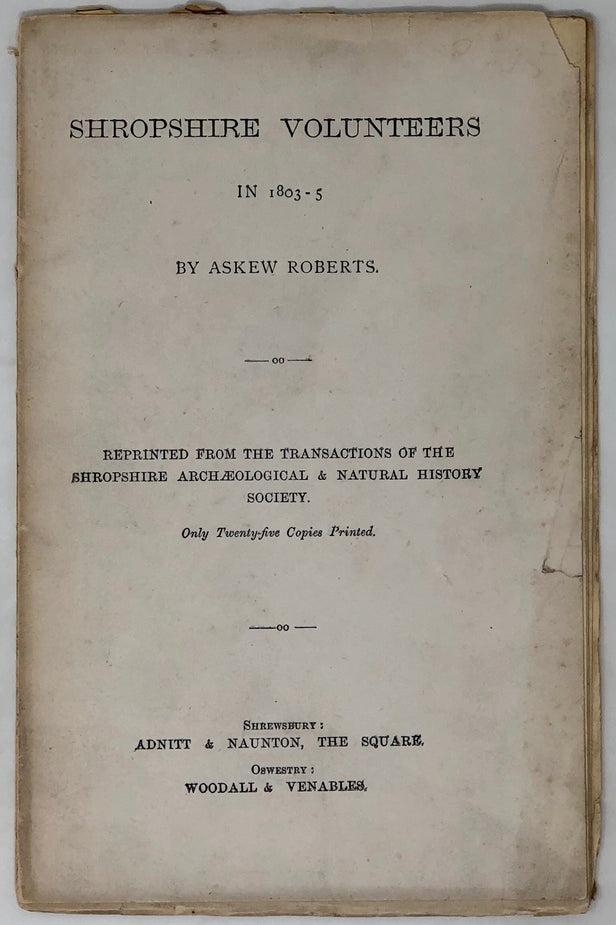 SHROPSHIRE VOLUNTEERS
IN 1803-5
BY ASKEW ROBERTS.
REPRINTED FROM THE TRANSACTIONS OF THE
SHROPSHIRE ARCHÆOLOGICAL & NATURAL HISTORY
SOCIETY.
Only Twenty-five Copies Printed.
SHREWSBURY:
ADNITT & NAUNTON, THE SQUARE.
OSWESTRY:
WOODALL & VENABLES.